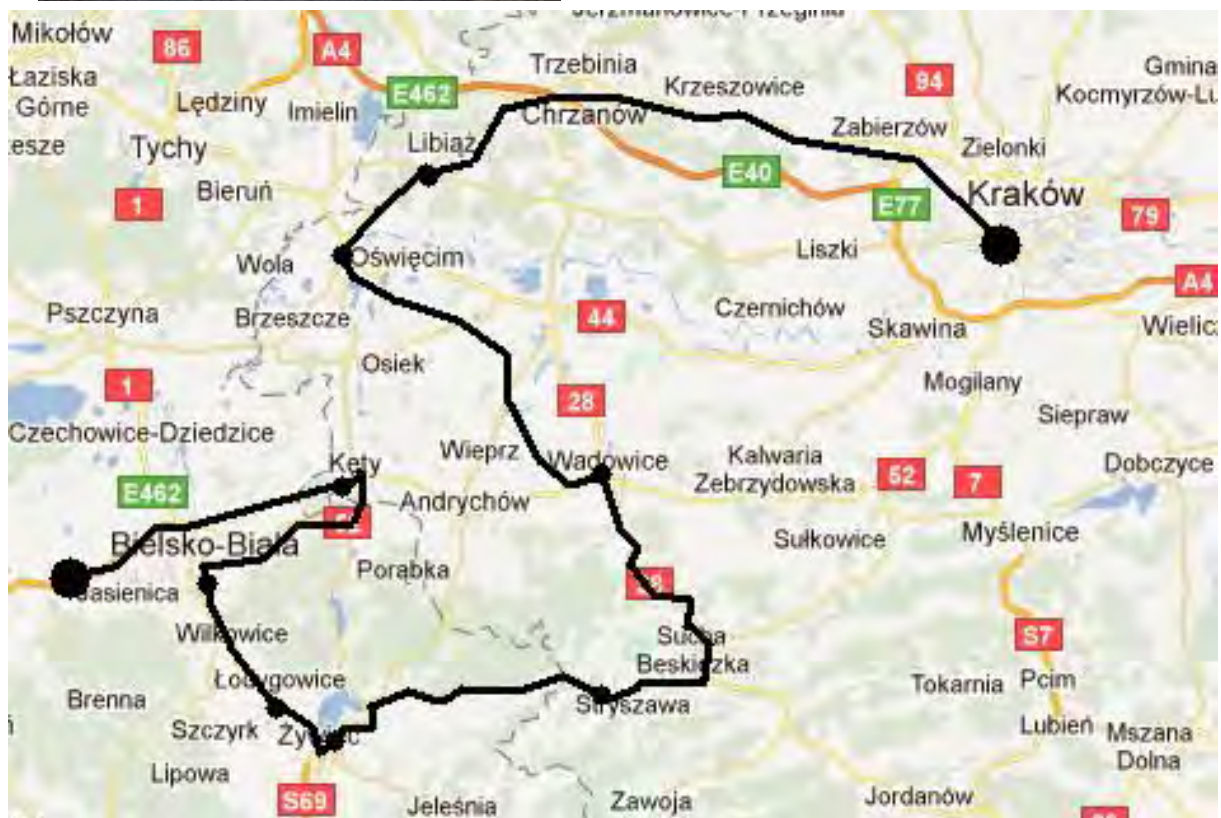 Mikołów
86
A4
Trzebinia
Krzeszowice
94
Gmina
Kocmyrzów-Lu
Łaziska
Górne
Lędziny
Imielin
E462
Chrzanów
Zabierzów
Zielonki
esze
Tychy
Libiąż
E40
Kraków
Bieruń
1
E77
79
Wola
Oświęcim
Liszki
A4
Pszczyna
Brzeszcze
44
Czernichów
Skawina
Wielicz
Osiek
1
28
Mogilany
Siepraw
Czechowice-Dziedzice
Wieprz
Wadowice
Kalwaria
Zebrzydowska
52
7
Dobczyce
Kęty
E462
Andrychów
Bielsko-Biała
Sułkowice
Myślenice
Porąbka
Jasienica
Wilkowice
Sucha
Beskidzka
S7
Łodygowice
Brenna
Stryszawa
Tokarnia
Pcim
Szczyrk
Żywiec
Lubień
Mszana
Dolna
Lipowa
S69
Jeleśnia
Zawoja
Jordanów